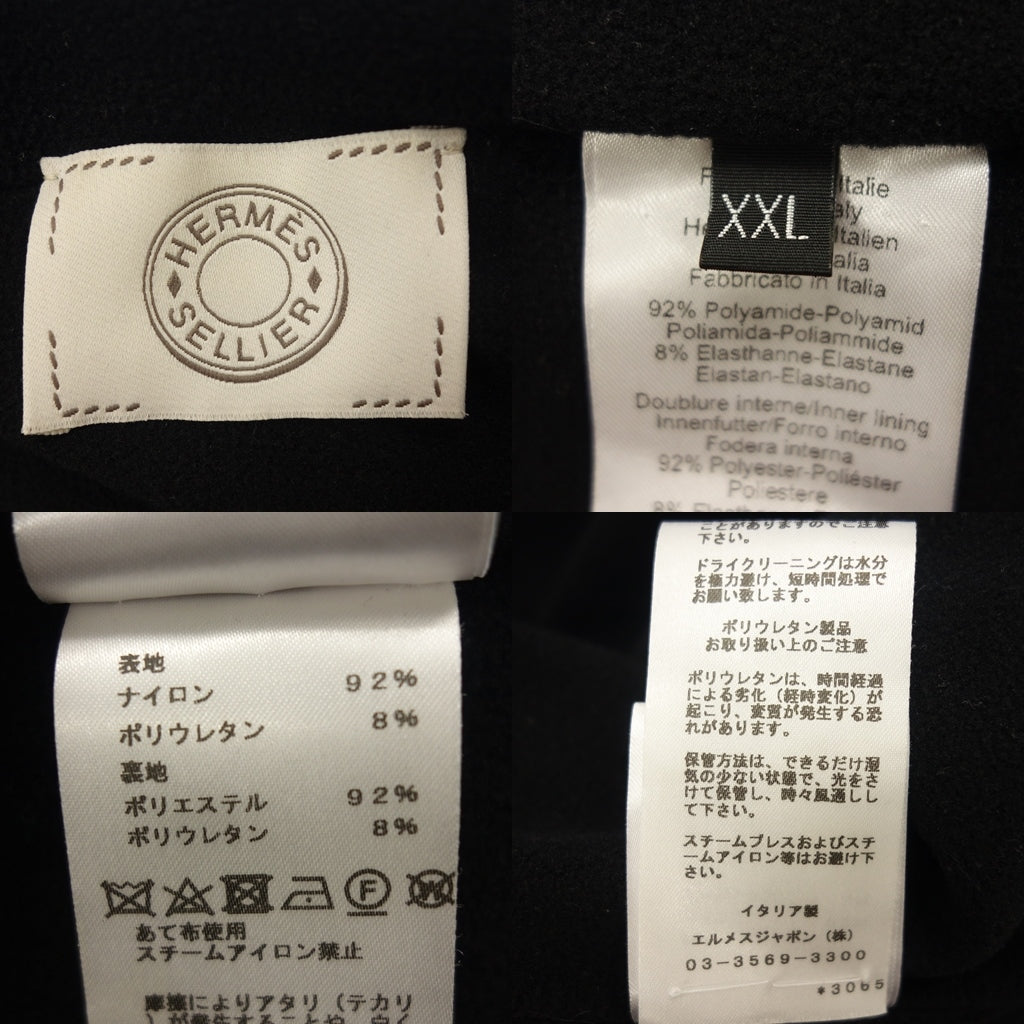 HERMÈS
SELLIER
XXL
Italie
Italien
Fabbricato in Italia
92% Polyamide-Polyamid
Poliamida-Poliammide
8% Elasthanne-Elastane
Elastan-Elastano
Doublure interne/Inner lining
Innenfutter/Forro interno
Fodera interna
92% Polyester-Poliéster
Poliestere
表地
ナイロン 92%
ポリウレタン 8%
裏地
ポリエステル 92%
ポリウレタン 8%
F W
あて布使用
スチームアイロン禁止
摩擦によりアタリ(テカリ
)が発生することや、白く
ことがありますのでご注意
下さい。
ドライクリーニングは水分
を極力避け、短時間処理で
お願い致します。
ポリウレタン製品
お取り扱い上のご注意
ポリウレタンは、時間経過
による劣化(経時変化)が
起こり、変質が発生する恐
れがあります。
保管方法は、できるだけ湿
気の少ない状態で、光をさ
けて保管し、時々風通しし
て下さい。
スチームプレスおよびスチ
ームアイロン等はお避け下
さい。
イタリア製
エルメスジャポン(株)
03-3569-3300
*3065